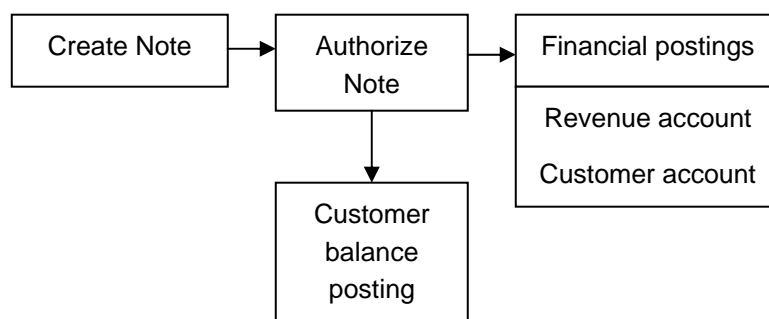 Create Note
Authorize
Note
Financial postings
Revenue account
Customer account
Customer
balance
posting